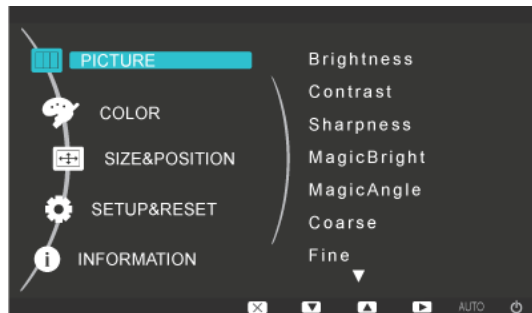 PICTURE
COLOR
SIZE&POSITION
SETUP&RESET
INFORMATION
Brightness
Contrast
Sharpness
MagicBright
MagicAngle
Coarse
Fine
AUTO